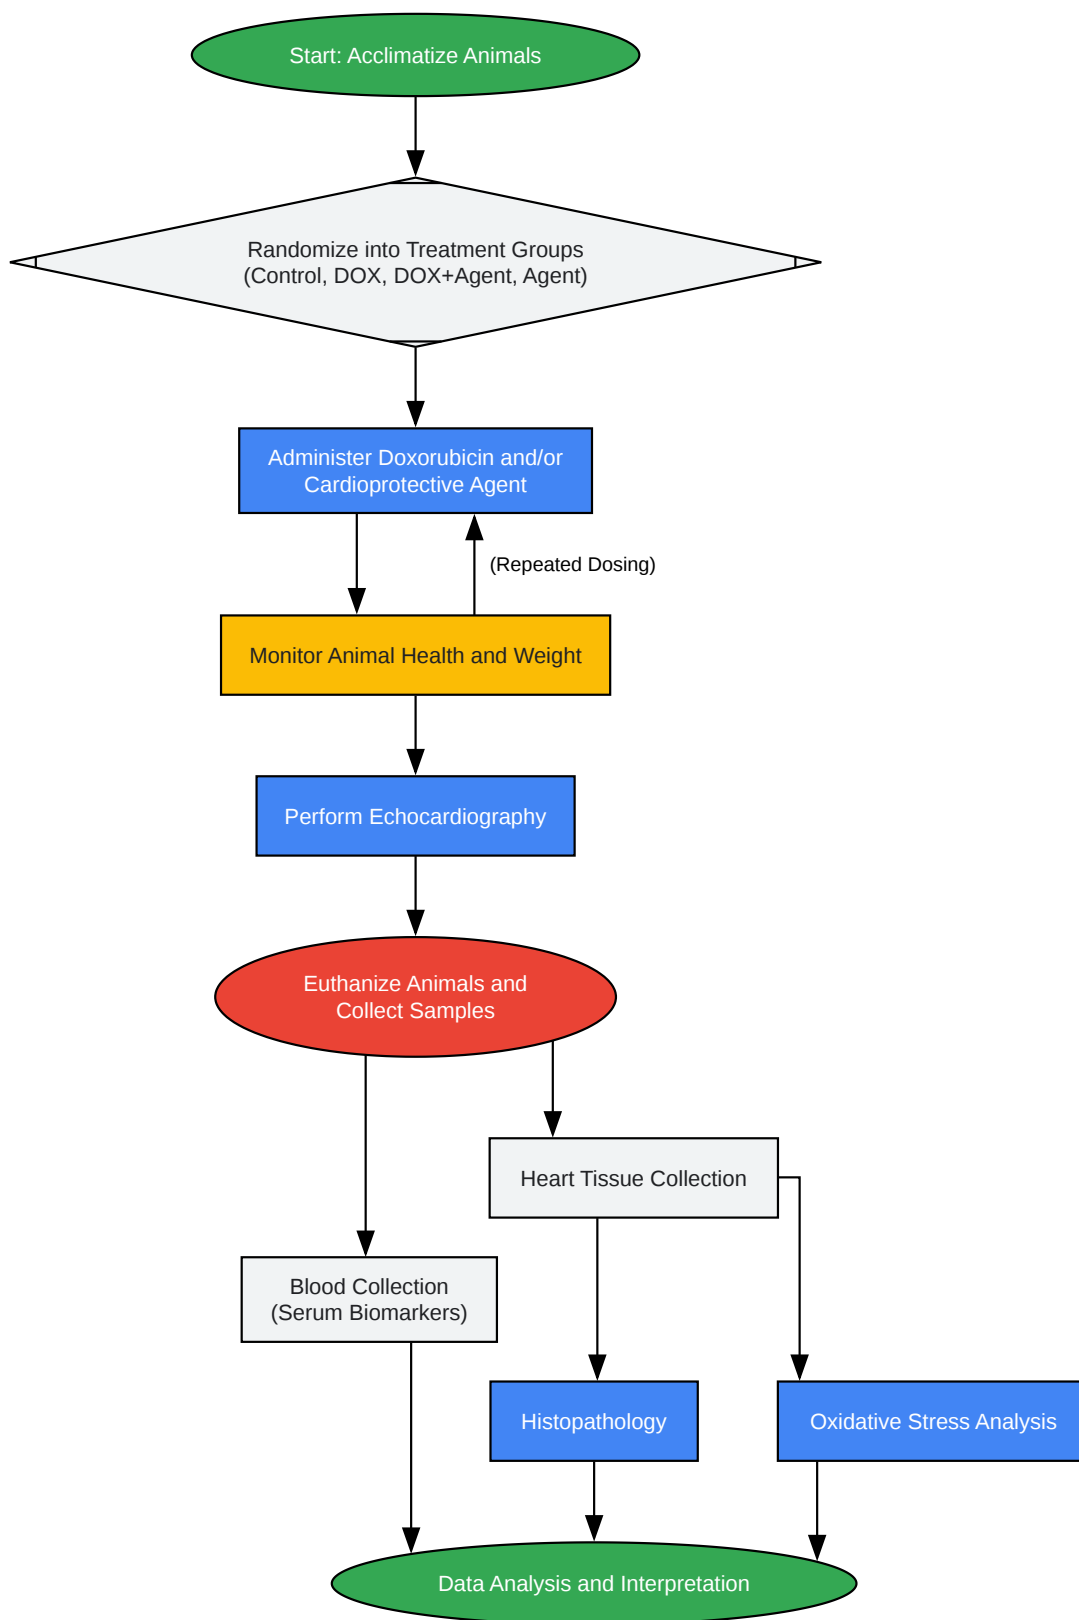 Start: Acclimatize Animals
Randomize into Treatment Groups
(Control, DOX, DOX+Agent, Agent)
Administer Doxorubicin and/or
Cardioprotective Agent
(Repeated Dosing)
Monitor Animal Health and Weight
Perform Echocardiography
Euthanize Animals and
Collect Samples
Heart Tissue Collection
Blood Collection
(Serum Biomarkers)
Histopathology
Oxidative Stress Analysis
Data Analysis and Interpretation